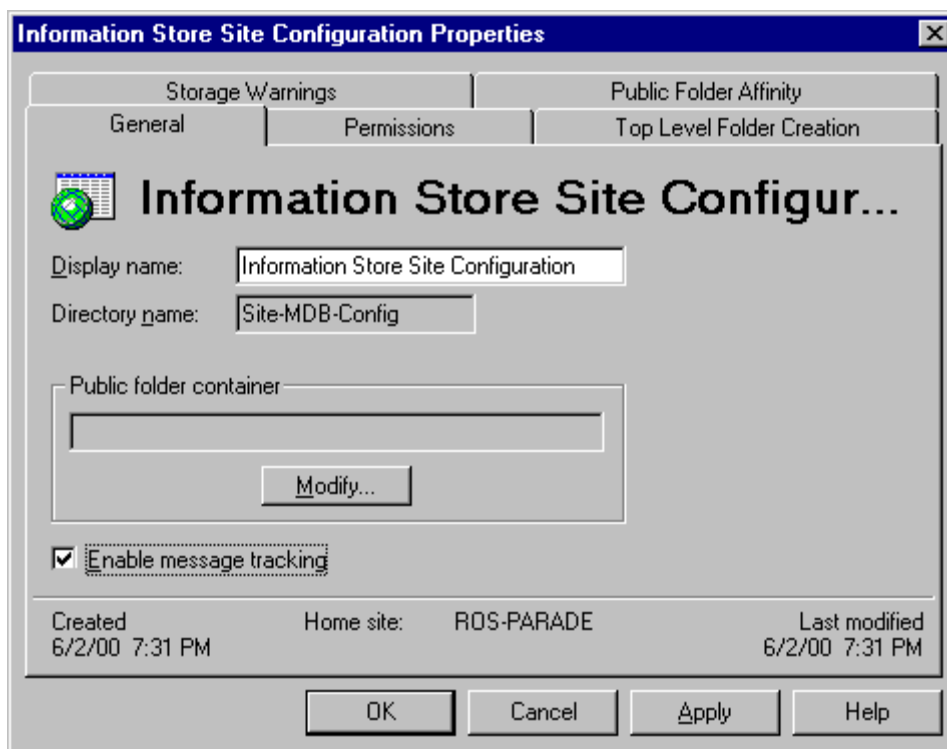 Information Store Site Configuration Properties
Storage Warnings Public Folder Affinity
General Permissions Top Level Folder Creation
Information Store Site Configur...
Display name: Information Store Site Configuration
Directory name: Site-MDB-Config
Public folder container
Modify...
Enable message tracking
Created Home site: ROS-PARADE Last modified
6/2/00 7:31 PM 6/2/00 7:31 PM
OK Cancel Apply Help